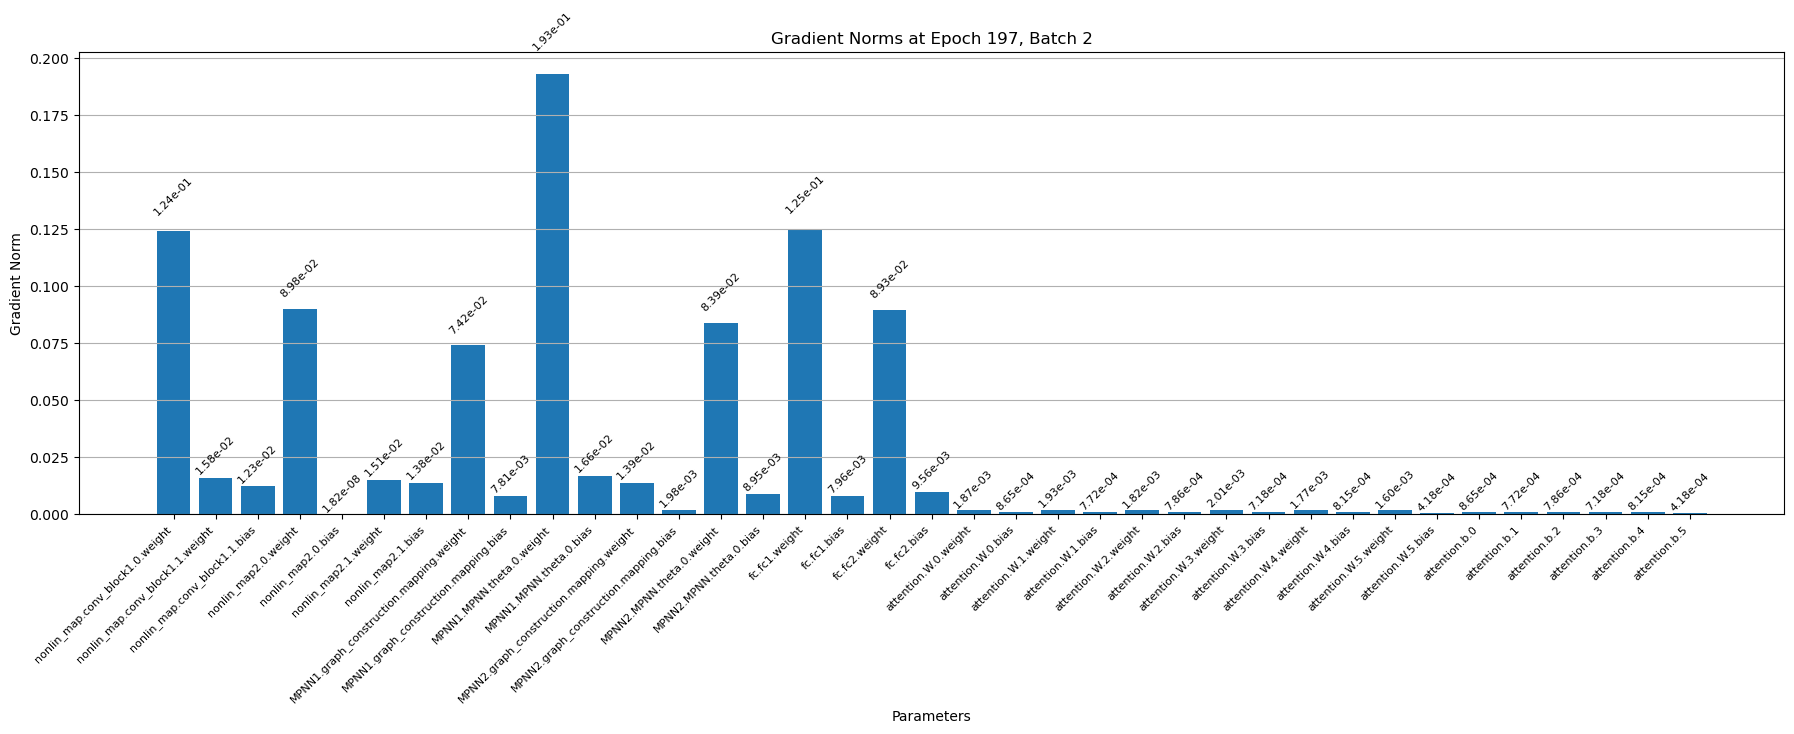 Gradient Norms at Epoch 197, Batch 2
Gradient Norm
0.200
0.175
0.150
0.125
0.100
0.075
0.050
0.025
0.000
1.24e-01
1.58e-02
1.23e-02
8.98e-02
1.82e-08
1.51e-02
1.38e-02
7.42e-02
7.81e-03
1.93e-01
1.66e-02
1.39e-02
1.98e-03
8.39e-02
8.95e-03
1.25e-01
7.96e-03
8.93e-02
9.56e-03
1.87e-03
8.65e-04
1.93e-03
7.72e-04
1.82e-03
7.86e-04
2.01e-03
7.18e-04
1.77e-03
8.15e-04
1.60e-03
4.18e-04
8.65e-04
7.72e-04
7.86e-04
7.18e-04
8.15e-04
4.18e-04
nonlin_map.conv_block1.0.weight
nonlin_map.conv_block1.1.weight
nonlin_map.conv_block1.1.bias
nonlin_map2.0.weight
nonlin_map2.0.bias
nonlin_map2.1.weight
nonlin_map2.1.bias
MPNN1.graph_construction.mapping.weight
MPNN1.graph_construction.mapping.bias
MPNN1.MPNN.theta.0.weight
MPNN1.MPNN.theta.0.bias
MPNN2.graph_construction.mapping.weight
MPNN2.graph_construction.mapping.bias
MPNN2.MPNN.theta.0.weight
MPNN2.MPNN.theta.0.bias
fc.fc1.weight
fc.fc1.bias
fc.fc2.weight
fc.fc2.bias
attention.W.0.weight
attention.W.0.bias
attention.W.1.weight
attention.W.1.bias
attention.W.2.weight
attention.W.2.bias
attention.W.3.weight
attention.W.3.bias
attention.W.4.weight
attention.W.4.bias
attention.W.5.weight
attention.W.5.bias
attention.b.0
attention.b.1
attention.b.2
attention.b.3
attention.b.4
attention.b.5
Parameters